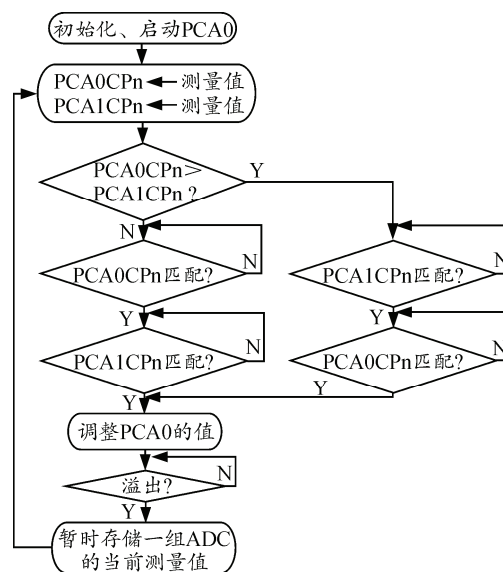 初始化、启动PCA0
PCA0CPn←测量值
PCA1CPn←测量值
PCA0CPn>
PCA1CPn?
Y
N
PCA0CPn匹配?
N
PCA1CPn匹配?
N
Y
Y
PCA1CPn匹配?
N
PCA0CPn匹配?
N
Y
Y
调整PCA0的值
溢出?
N
Y
暂时存储一组ADC
的当前测量值